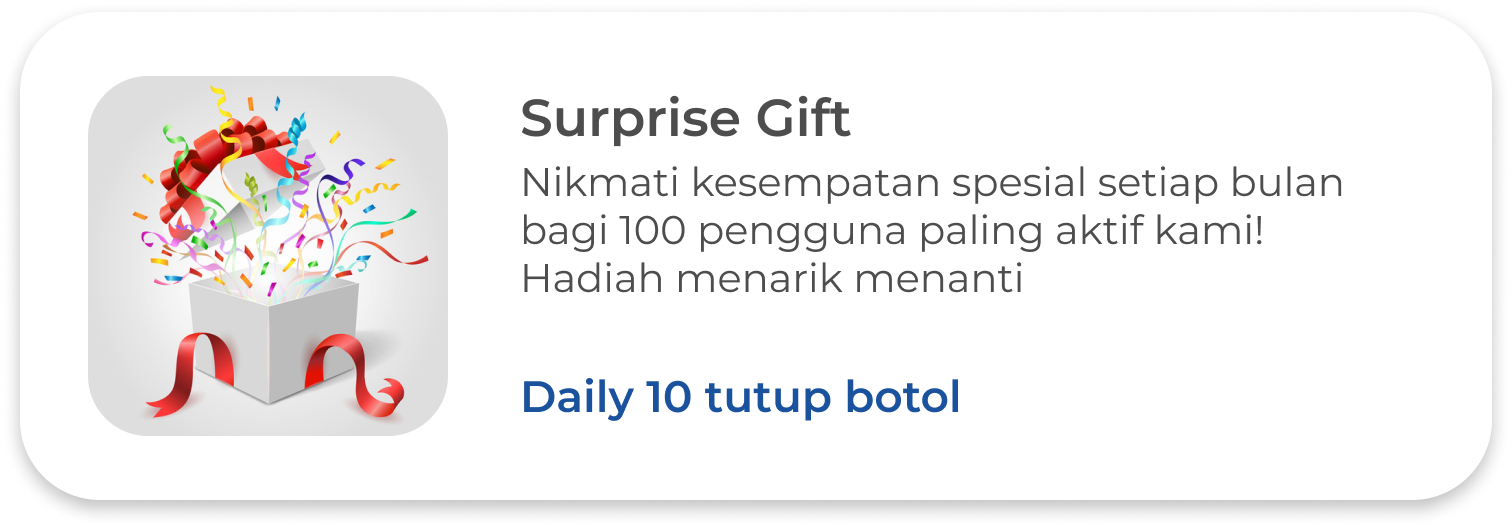 Surprise Gift
Nikmati kesempatan spesial setiap bulan
bagi 100 pengguna paling aktif kami!
Hadiah menarik menanti
Daily 10 tutup botol